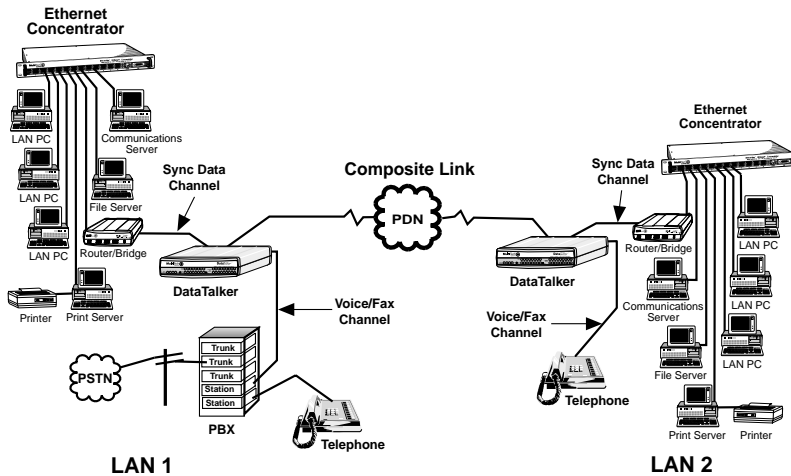 Ethernet
Concentrator
LAN PC
Communications
Server
LAN PC
File Server
LAN PC
Router/Bridge
Printer
Print Server
Sync Data
Channel
DataTalker
Voice/Fax
Channel
PSTN
Trunk
Trunk
Trunk
Station
Station
PBX
Telephone
LAN 1
Composite Link
PDN
Ethernet
Concentrator
Sync Data
Channel
Router/Bridge
DataTalker
LAN PC
Communications
Server
LAN PC
Voice/Fax
Channel
File Server
LAN PC
Telephone
Print Server
Printer
LAN 2